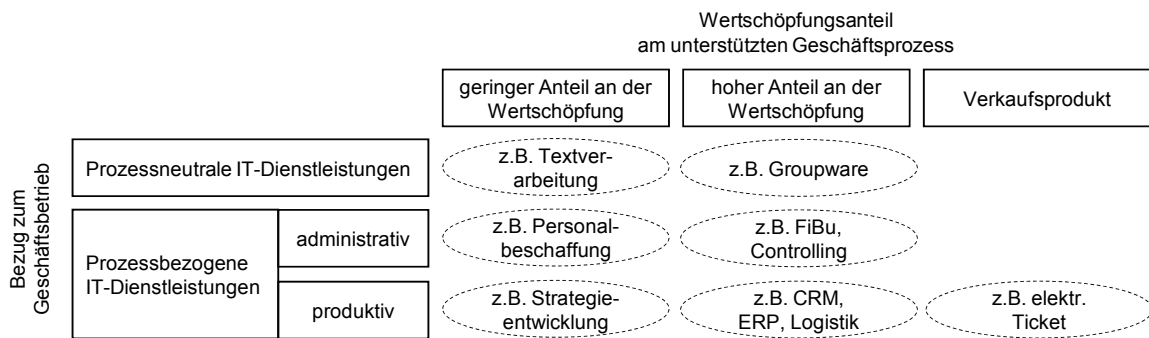 Wertschöpfungsanteil
am unterstützten Geschäftsprozess
geringer Anteil an der
Wertschöpfung
hoher Anteil an der
Wertschöpfung
Verkaufsprodukt
Bezug zum
Geschäftsbetrieb
Prozessneutrale IT-Dienstleistungen
z.B. Textver-
arbeitung
z.B. Groupware
Prozessbezogene
IT-Dienstleistungen
administrativ
z.B. Personal-
beschaffung
z.B. FiBu,
Controlling
produktiv
z.B. Strategie-
entwicklung
z.B. CRM,
ERP, Logistik
z.B. elektr.
Ticket